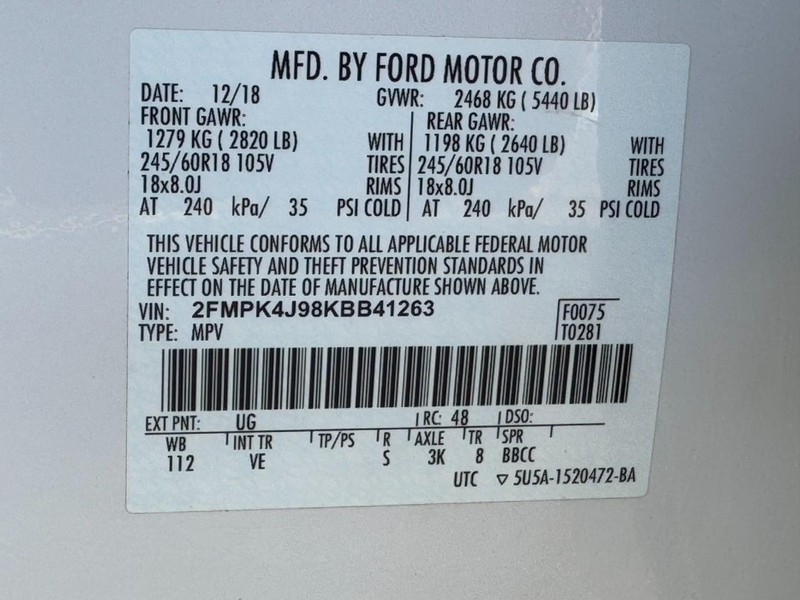 MFD. BY FORD MOTOR CO.
DATE: 12/18 GVWR: 2468 KG ( 5440 LB)
FRONT GAWR: REAR GAWR:
1279 KG ( 2820 LB) WITH 1198 KG ( 2640 LB) WITH
245/60R18 105V TIRES 245/60R18 105V TIRES
18x8.0J RIMS 18x8.0J RIMS
AT 240 kPa/ 35 PSI COLD AT 240 kPa/ 35 PSI COLD
THIS VEHICLE CONFORMS TO ALL APPLICABLE FEDERAL MOTOR
VEHICLE SAFETY AND THEFT PREVENTION STANDARDS IN
EFFECT ON THE DATE OF MANUFACTURE SHOWN ABOVE.
VIN: 2FMPK4J98KBB41263 F0075
TYPE: MPV T0281
EXT PNT: UG RC: 48 DSO:
WB INT TR TP/PS R AXLE TR SPR
112 VE S 3K 8 BBCC
UTC ▽ 5U5A-1520472-BA